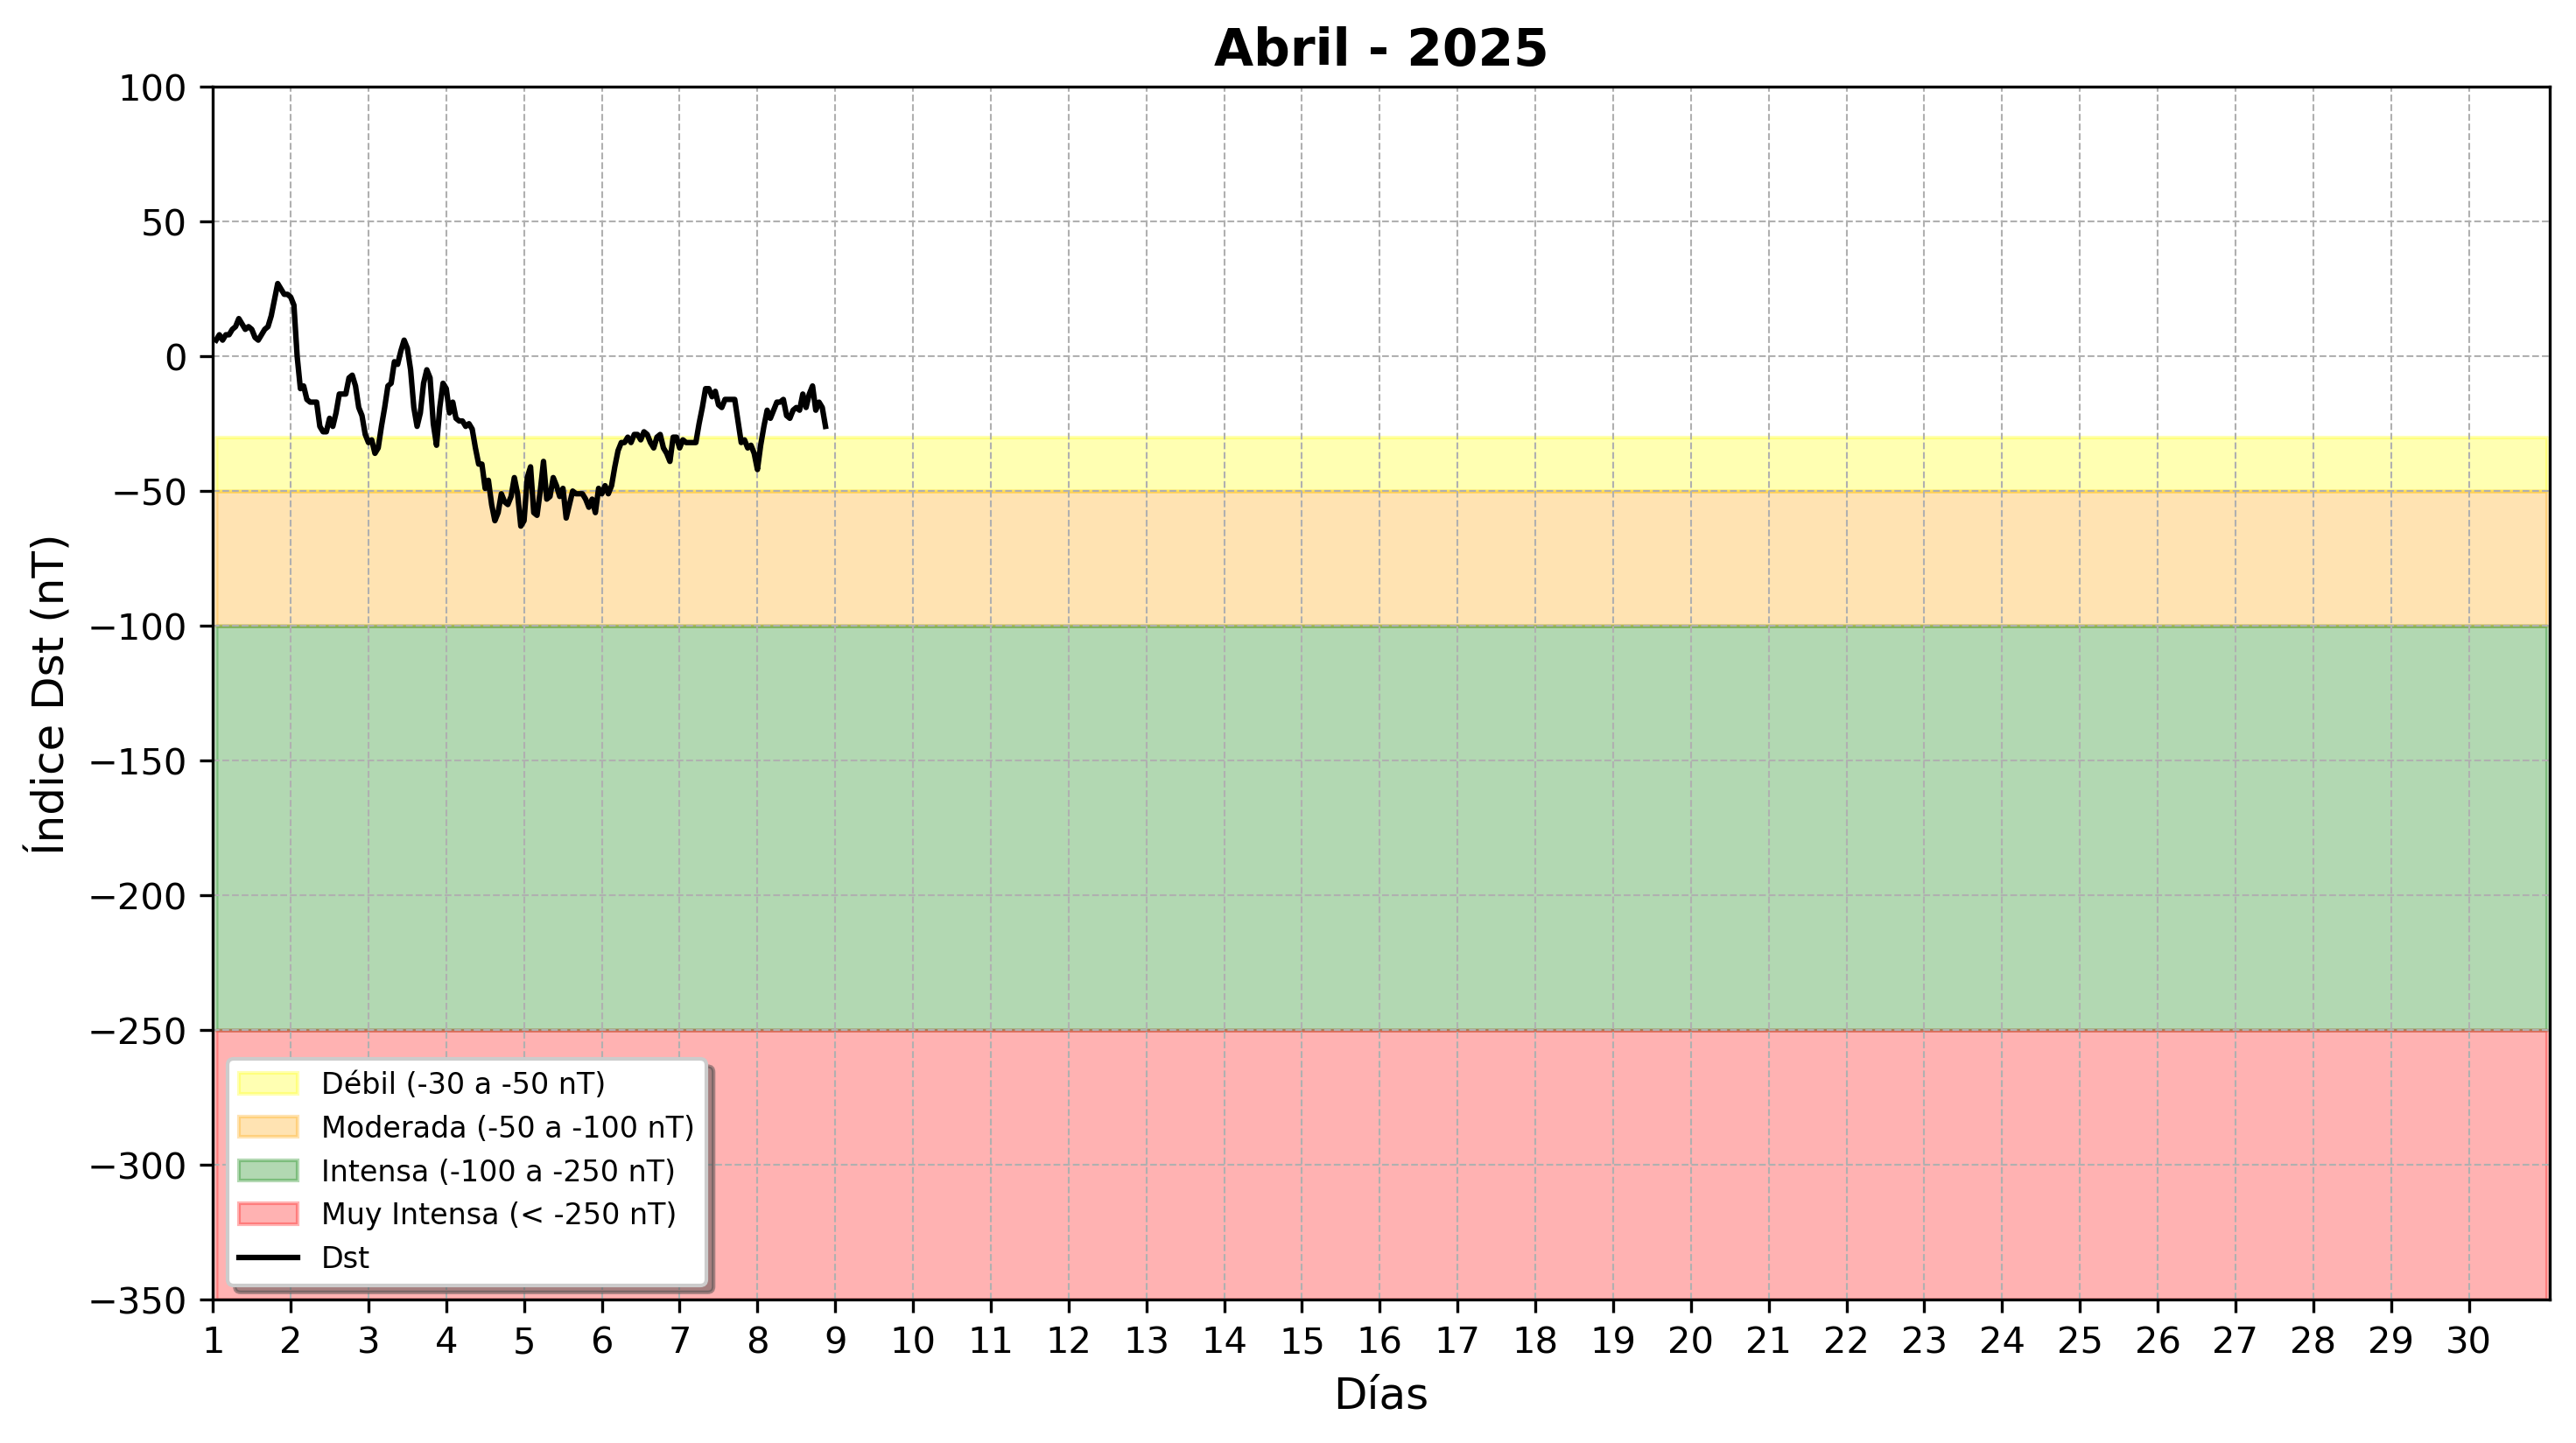 Abril - 2025
100
50
0
−50
−100
−150
−200
−250
−300
−350
Índice Dst (nT)
Débil (-30 a -50 nT)
Moderada (-50 a -100 nT)
Intensa (-100 a -250 nT)
Muy Intensa (< -250 nT)
Dst
1 2 3 4 5 6 7 8 9 10 11 12 13 14 15 16 17 18 19 20 21 22 23 24 25 26 27 28 29 30
Días